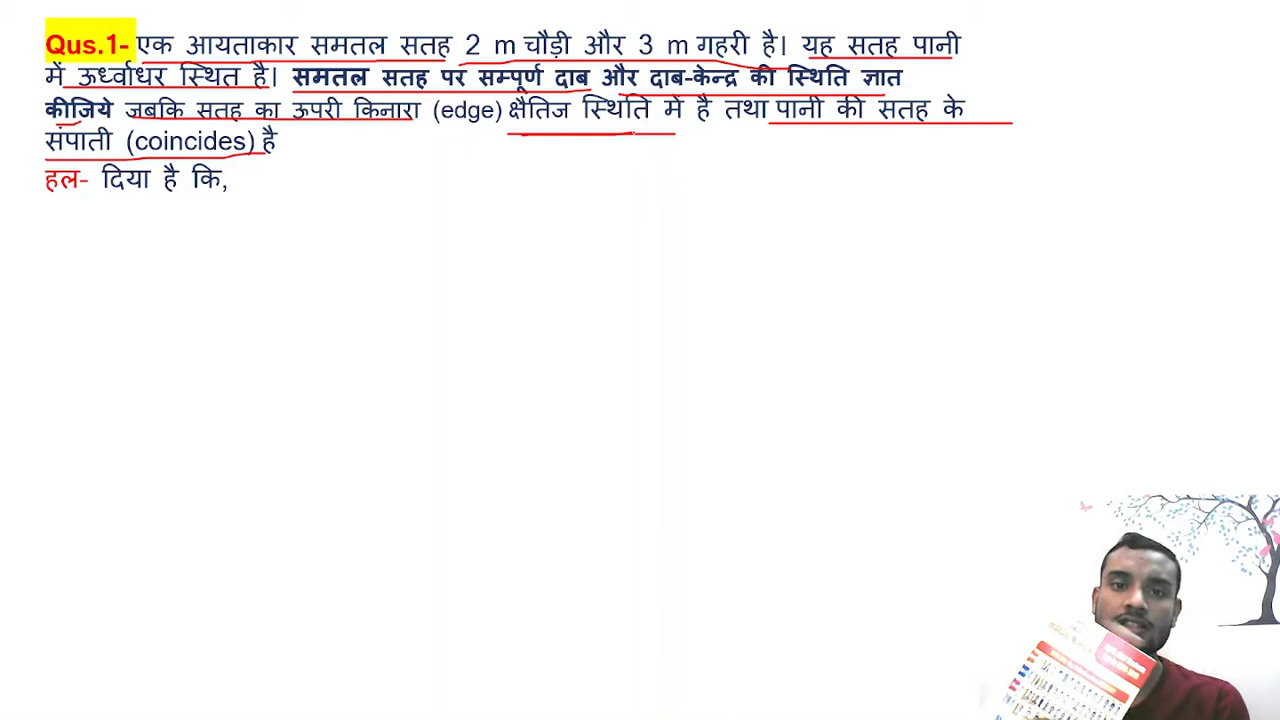 Qus.1- एक आयताकार समतल सतह 2 m चौड़ी और 3 m गहरी है। यह सतह पानी
में ऊर्ध्वाधर स्थित है। समतल सतह पर सम्पूर्ण दाब और दाब-केन्द्र की स्थिति ज्ञात
कीजिये जबकि सतह का ऊपरी किनारा (edge) क्षैतिज स्थिति में है तथा पानी की सतह के
संपाती (coincides) है
हल- दिया है कि,